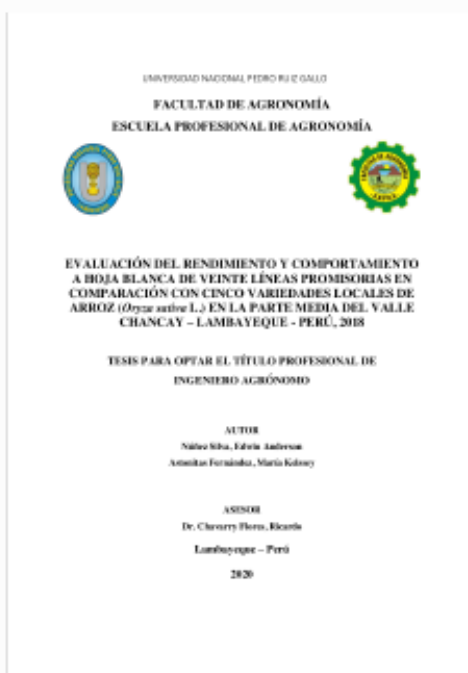 UNIVERSIDAD NACIONAL PEDRO RUIZ GALLO
FACULTAD DE AGRONOMÍA
ESCUELA PROFESIONAL DE AGRONOMÍA
EVALUACIÓN DEL RENDIMIENTO Y COMPORTAMIENTO
A HOJA BLANCA DE VEINTE LÍNEAS PROMISORIAS EN
COMPARACIÓN CON CINCO VARIEDADES LOCALES DE
ARROZ (Oryza sativa L.) EN LA PARTE MEDIA DEL VALLE
CHANCAY – LAMBAYEQUE - PERÚ, 2018
TESIS PARA OPTAR EL TÍTULO PROFESIONAL DE
INGENIERO AGRÓNOMO
AUTOR
Núñez Silva, Edwin Anderson
Fernández, María
ASESOR
Dr. Chavarry Flores, Ricardo
Lambayeque – Perú
2020